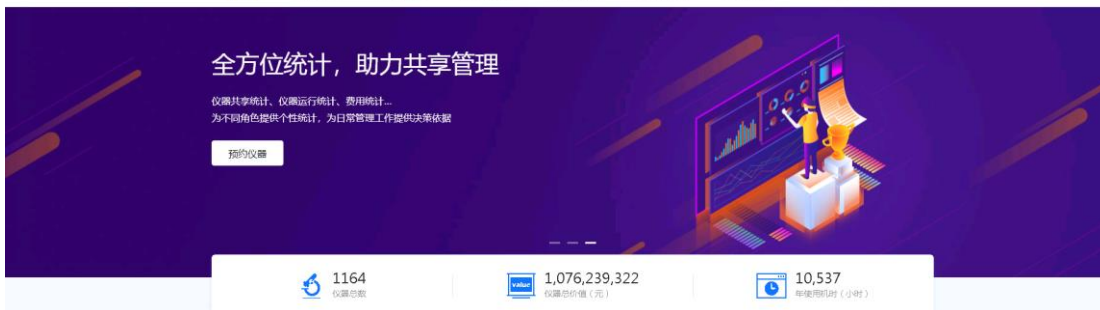 全方位统计，助力共享管理
仪器共享统计、仪器运行统计、费用统计...
为不同角色提供个性统计，为日常管理工作提供决策依据
预约仪器
1164
仪器总数
value
1,076,239,322
仪器总价值（元）
10,537
年使用机时（小时）